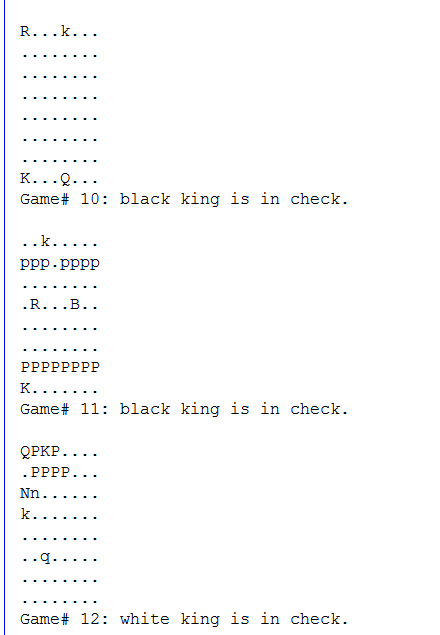 R...k...
........
........
........
........
........
........
K...Q...
Game# 10: black king is in check.
..k.....
ppp.pppp
........
.R...B..
........
........
PPPPPPPP
K.......
Game# 11: black king is in check.
QPKP....
.PPPP...
Nn......
k.......
........
..q.....
........
........
Game# 12: white king is in check.